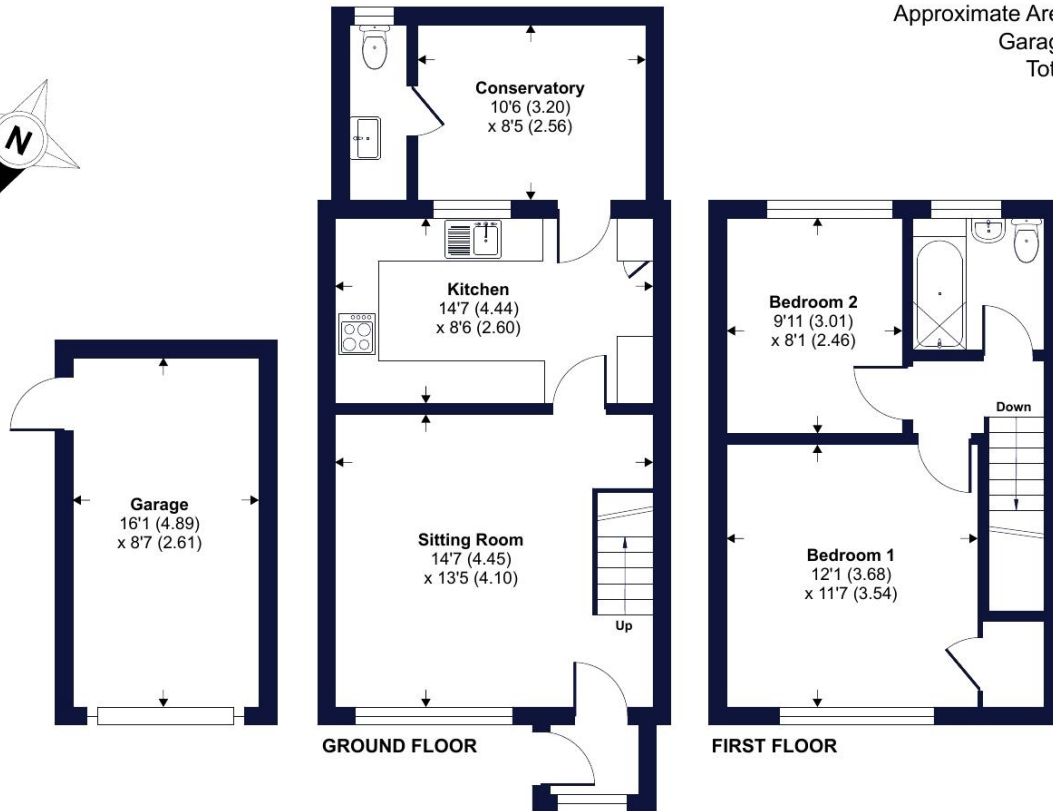 Approximate Are
Garag
Tot
N
Conservatory
10'6 (3.20)
x 8'5 (2.56)
Kitchen
14'7 (4.44)
x 8'6 (2.60)
Bedroom 2
9'11 (3.01)
x 8'1 (2.46)
Down
Garage
16'1 (4.89)
x 8'7 (2.61)
Sitting Room
14'7 (4.45)
x 13'5 (4.10)
Up
Bedroom 1
12'1 (3.68)
x 11'7 (3.54)
GROUND FLOOR
FIRST FLOOR